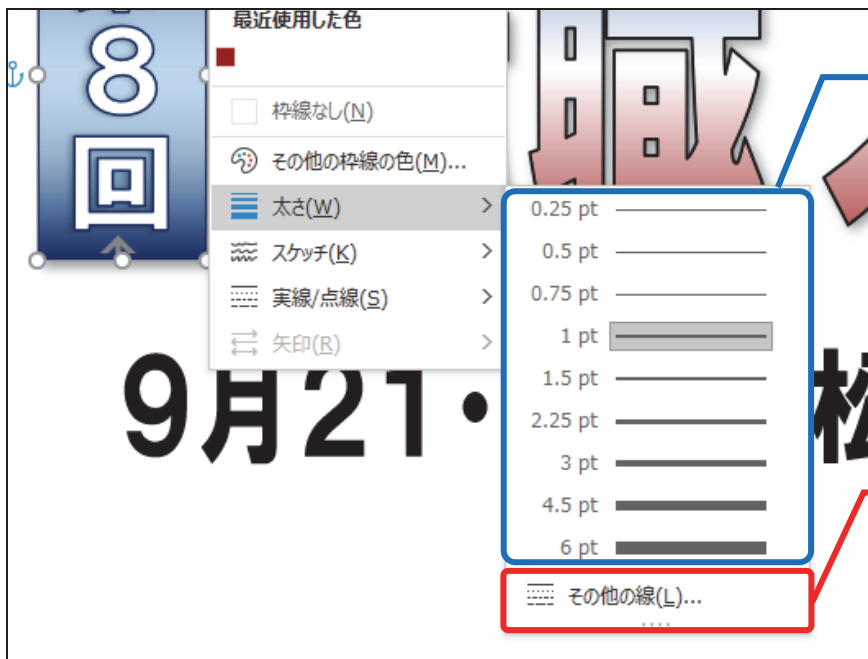 8
回
職
最近使用した色
枠線なし(N)
その他の枠線の色(M)...
太さ(W)
スケッチ(K)
実線/点線(S)
矢印(R)
0.25 pt
0.5 pt
0.75 pt
1 pt
1.5 pt
2.25 pt
3 pt
4.5 pt
6 pt
その他の線(L)...
9月21・
松